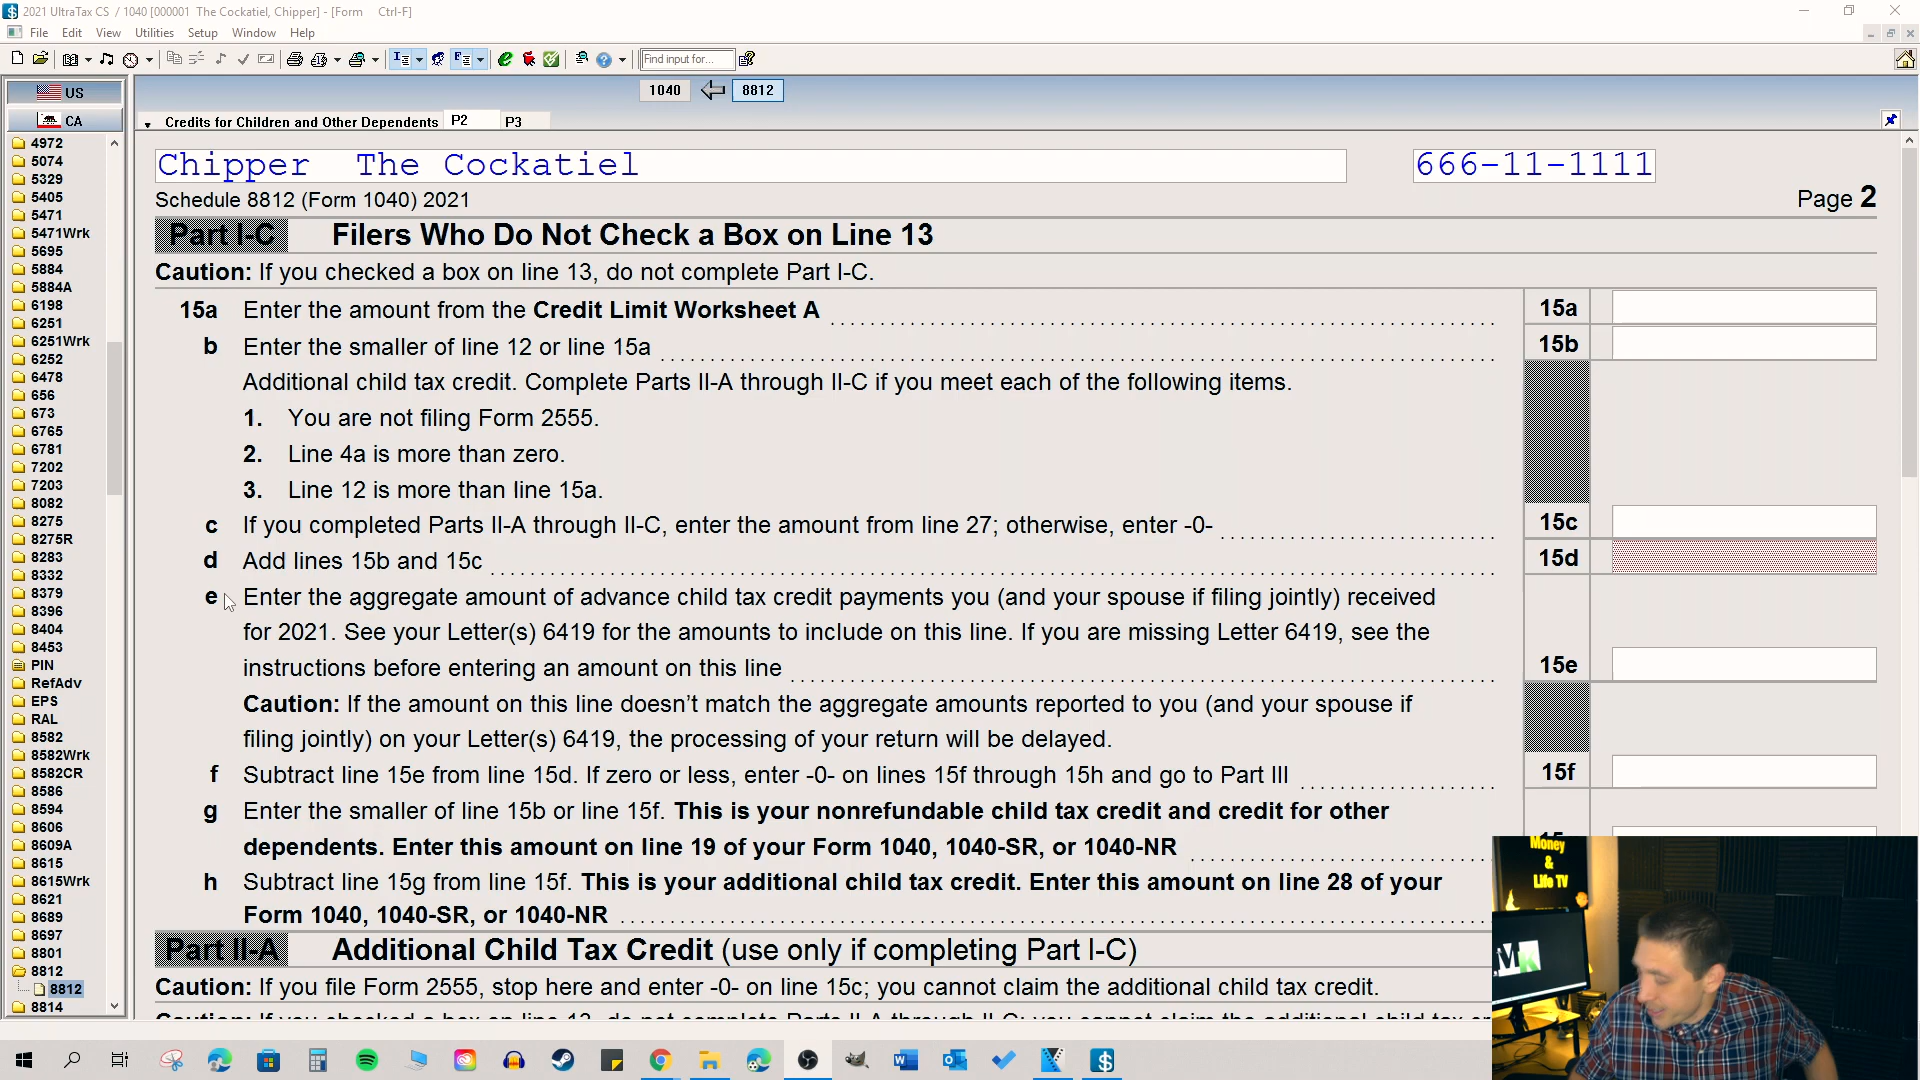 2021 UltraTax CS / 1040 [000001 The Cockatiel, Chipper] - [Form Ctrl-F]
File Edit View Utilities Setup Window Help
Find input for...
US
CA
1040
8812
Credits for Children and Other Dependents P2 P3
4972
5074
5329
5405
5471
5471Wrk
5695
5884
5884A
6198
6251
6251Wrk
6252
6478
656
673
6765
6781
7202
7203
8082
8275
8275R
8283
8332
8379
8396
8404
8453
PIN
RefAdv
EPS
RAL
8582
8582Wrk
8582CR
8586
8594
8606
8609A
8615
8615Wrk
8621
8689
8697
8801
8812
8812
8814
Chipper The Cockatiel 666-11-1111
Schedule 8812 (Form 1040) 2021 Page 2
Part I-C Filers Who Do Not Check a Box on Line 13
Caution: If you checked a box on line 13, do not complete Part I-C.
15a Enter the amount from the Credit Limit Worksheet A 15a
b Enter the smaller of line 12 or line 15a 15b
Additional child tax credit. Complete Parts II-A through II-C if you meet each of the following items.
1. You are not filing Form 2555.
2. Line 4a is more than zero.
3. Line 12 is more than line 15a.
c If you completed Parts II-A through II-C, enter the amount from line 27; otherwise, enter -0- 15c
d Add lines 15b and 15c 15d
e Enter the aggregate amount of advance child tax credit payments you (and your spouse if filing jointly) received
for 2021. See your Letter(s) 6419 for the amounts to include on this line. If you are missing Letter 6419, see the
instructions before entering an amount on this line 15e
Caution: If the amount on this line doesn't match the aggregate amounts reported to you (and your spouse if
filing jointly) on your Letter(s) 6419, the processing of your return will be delayed.
f Subtract line 15e from line 15d. If zero or less, enter -0- on lines 15f through 15h and go to Part III 15f
g Enter the smaller of line 15b or line 15f. This is your nonrefundable child tax credit and credit for other
dependents. Enter this amount on line 19 of your Form 1040, 1040-SR, or 1040-NR
h Subtract line 15g from line 15f. This is your additional child tax credit. Enter this amount on line 28 of your
Form 1040, 1040-SR, or 1040-NR
Part II-A Additional Child Tax Credit (use only if completing Part I-C)
Caution: If you file Form 2555, stop here and enter -0- on line 15c; you cannot claim the additional child tax credit.
Money
&
Life TV